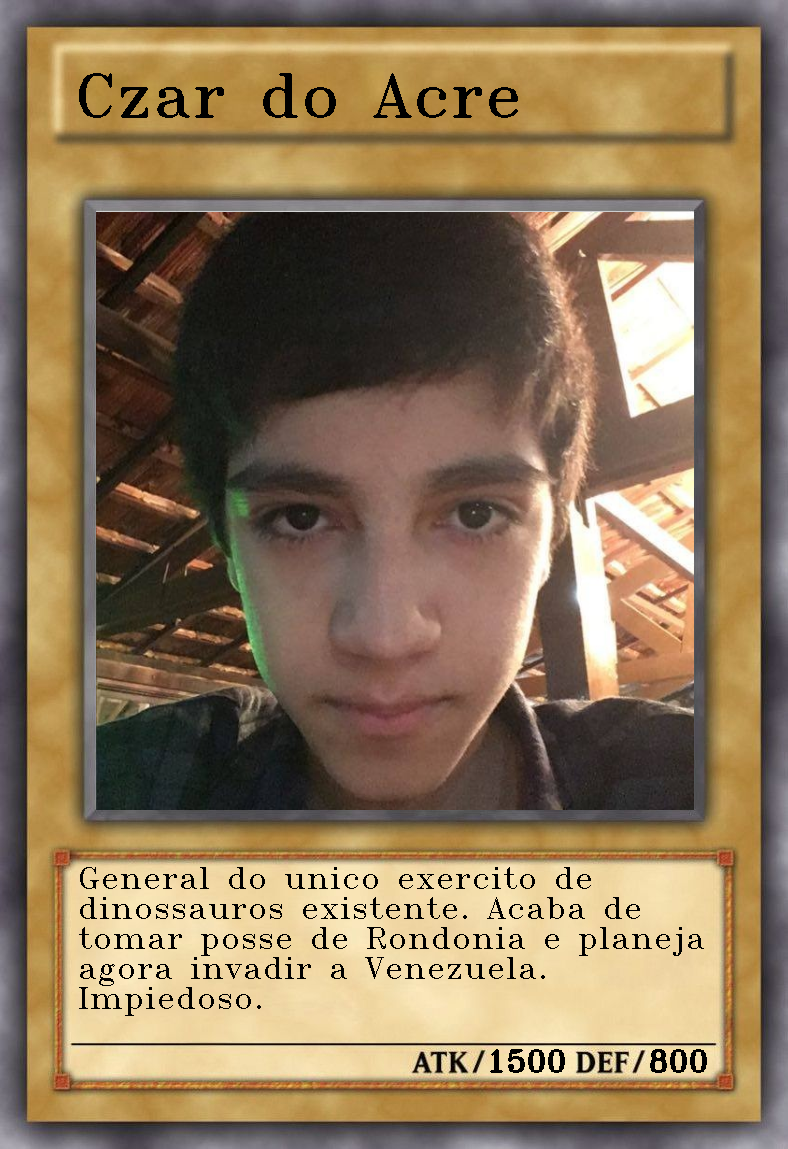 Czar do Acre
General do unico exercito de
dinossauros existente. Acaba de
tomar posse de Rondonia e planeja
agora invadir a Venezuela.
Impiedoso.
ATK/1500 DEF/800